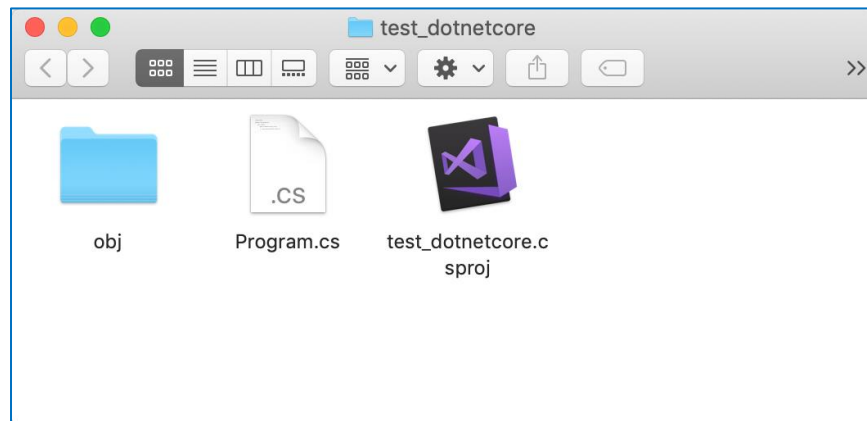 test_dotnetcore
.CS
obj
Program.cs
test_dotnetcore.c
sproj